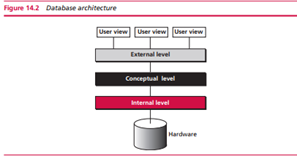 Figure 14.2 Database architecture
User view User view User view
External level
Conceptual level
Internal level
Hardware